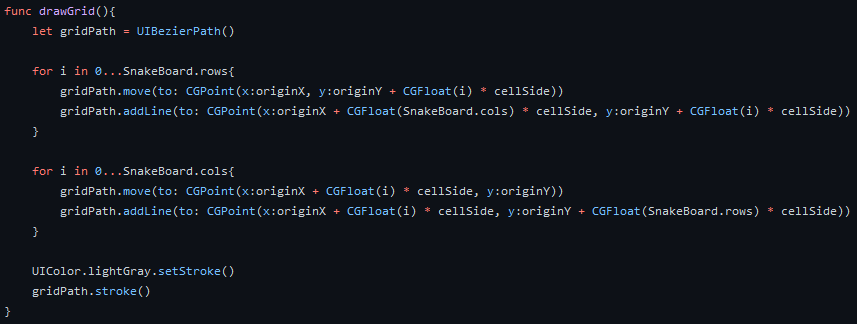 func drawGrid(){
    let gridPath = UIBezierPath()

    for i in 0...SnakeBoard.rows{
        gridPath.move(to: CGPoint(x:originX, y:originY + CGFloat(i) * cellSide))
        gridPath.addLine(to: CGPoint(x:originX + CGFloat(SnakeBoard.cols) * cellSide, y:originY + CGFloat(i) * cellSide))
    }

    for i in 0...SnakeBoard.cols{
        gridPath.move(to: CGPoint(x:originX + CGFloat(i) * cellSide, y:originY))
        gridPath.addLine(to: CGPoint(x:originX + CGFloat(i) * cellSide, y:originY + CGFloat(SnakeBoard.rows) * cellSide))
    }

    UIColor.lightGray.setStroke()
    gridPath.stroke()
}